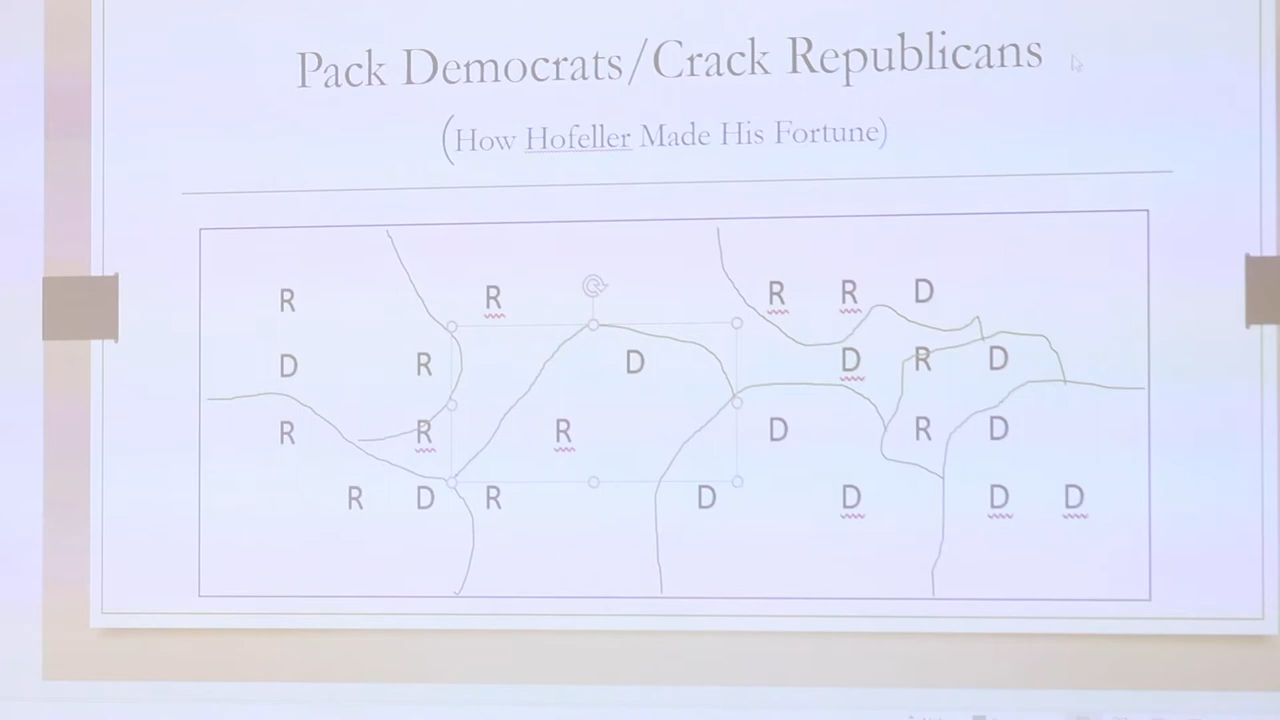 Pack Democrats/Crack Republicans
(How Hofeller Made His Fortune)
R R R R D
D R D D R D
R R R D R D
R D R D D D D